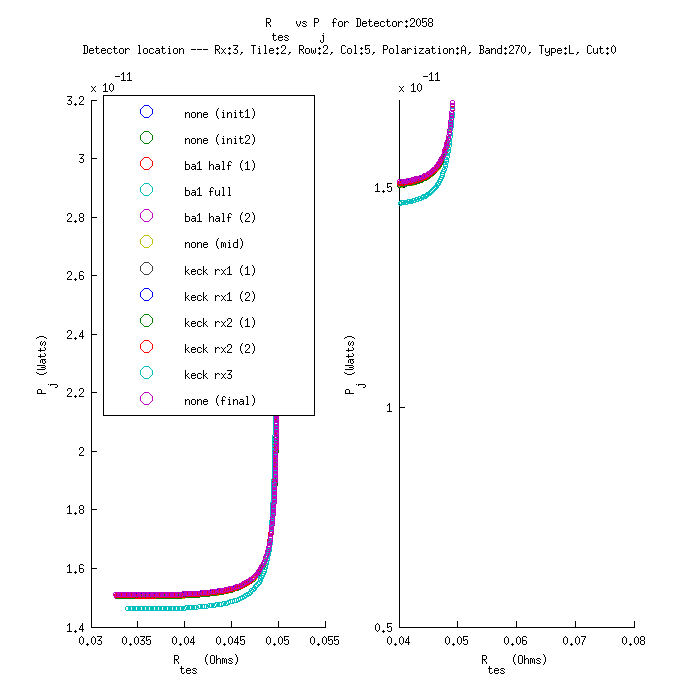 R    vs P  for Detector:2058
tes    j
Detector location --- Rx:3, Tile:2, Row:2, Col:5, Polarization:A, Band:270, Type:L, Cut:0
x 10^-11
3.2
3
2.8
2.6
2.4
2.2
2
1.8
1.6
1.4
P_j (Watts)
none (init1)
none (init2)
ba1 half (1)
ba1 full
ba1 half (2)
none (mid)
keck rx1 (1)
keck rx1 (2)
keck rx2 (1)
keck rx2 (2)
keck rx3
none (final)
0.03 0.035 0.04 0.045 0.05 0.055
R_tes (Ohms)
x 10^-11
1.5
1
0.5
P_j (Watts)
0.04 0.05 0.06 0.07 0.08
R_tes (Ohms)